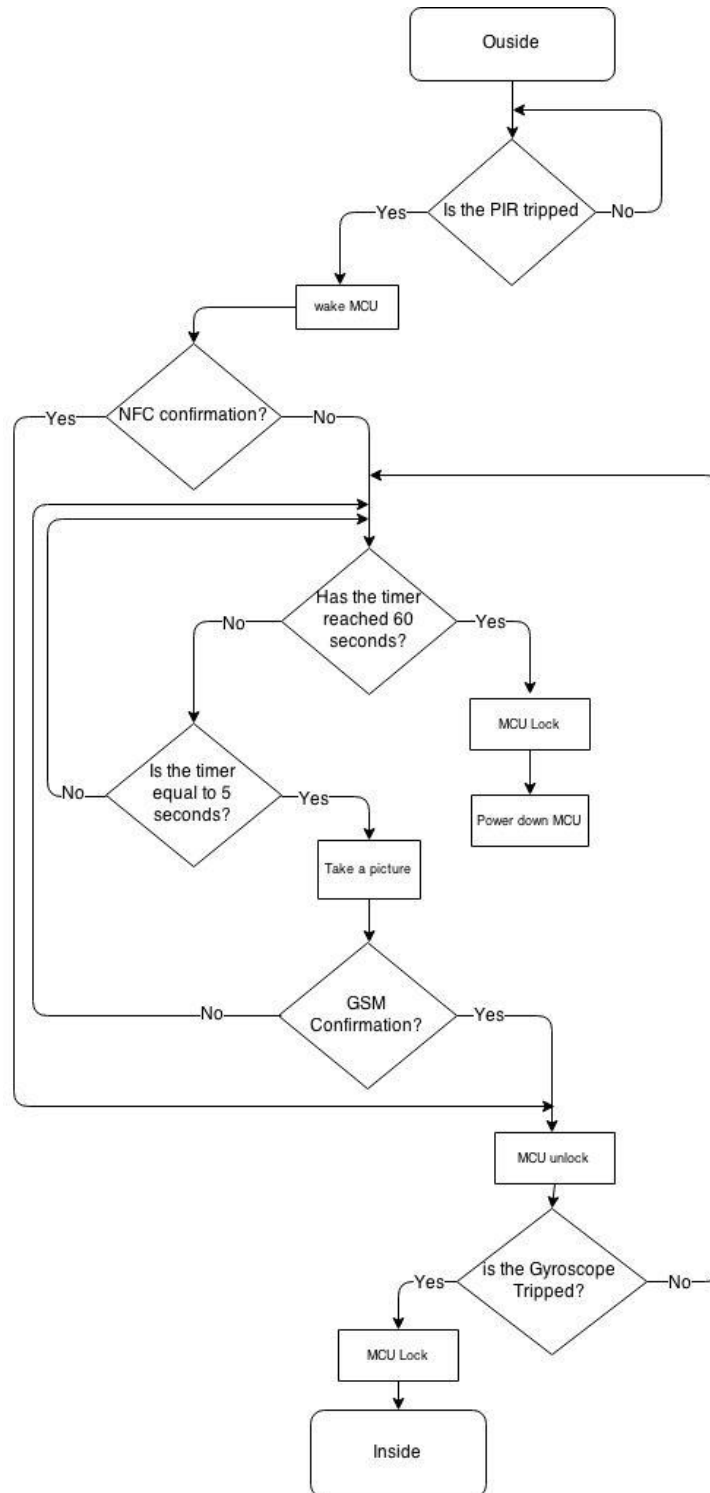 Ouside
Is the PIR tripped
Yes
No
wake MCU
NFC confirmation?
Yes
No
Has the timer
reached 60
seconds?
No
Yes
MCU Lock
Is the timer
equal to 5
seconds?
No
Yes
Power down MCU
Take a picture
GSM
Confirmation?
No
Yes
MCU unlock
is the Gyroscope
Tripped?
Yes
No
MCU Lock
Inside